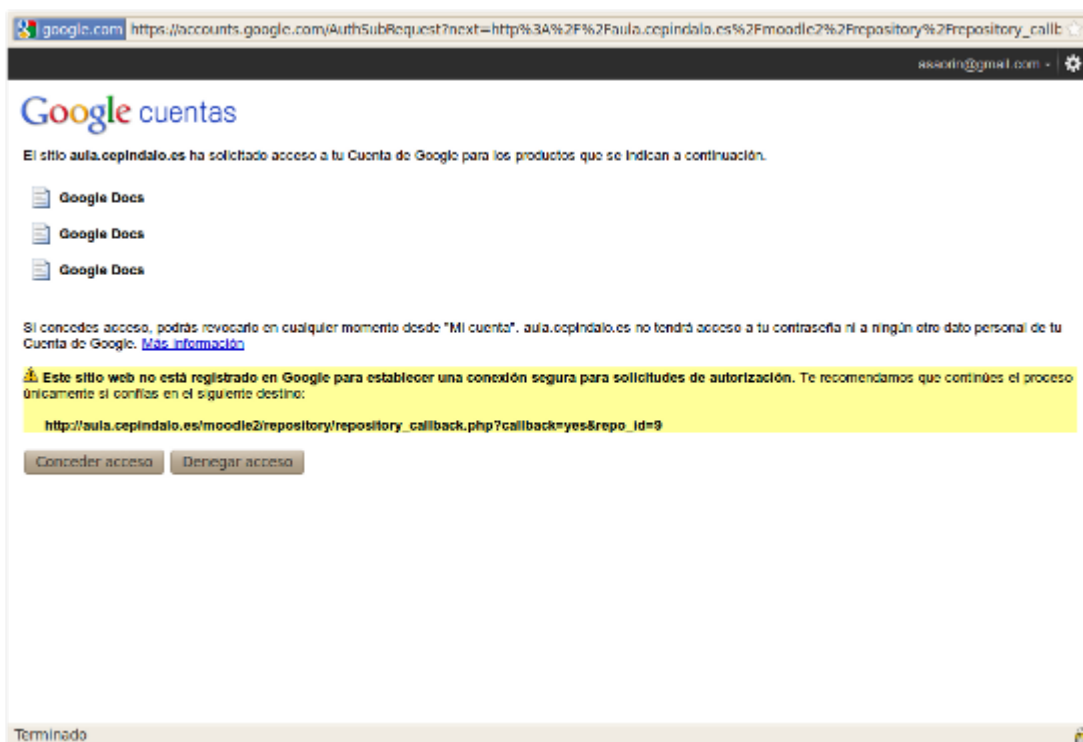 google.com https://accounts.google.com/AuthSubRequest?next=http%3A%2F%2Faula.cepindalo.es%2Fmoodle2%2Frepository%2Frepository_callb
asaorin@gmail.com
Google cuentas
El sitio aula.cepindalo.es ha solicitado acceso a tu Cuenta de Google para los productos que se indican a continuación.
Google Docs
Google Docs
Google Docs
Si concedes acceso, podrás revocarlo en cualquier momento desde "Mi cuenta". aula.cepindalo.es no tendrá acceso a tu contraseña ni a ningún otro dato personal de tu
Cuenta de Google. Más información
Este sitio web no está registrado en Google para establecer una conexión segura para solicitudes de autorización. Te recomendamos que continúes el proceso
únicamente si confías en el siguiente destino:
http://aula.cepindalo.es/moodle2/repository/repository_callback.php?callback=yes&repo_id=9
Conceder acceso Denegar acceso
Terminado